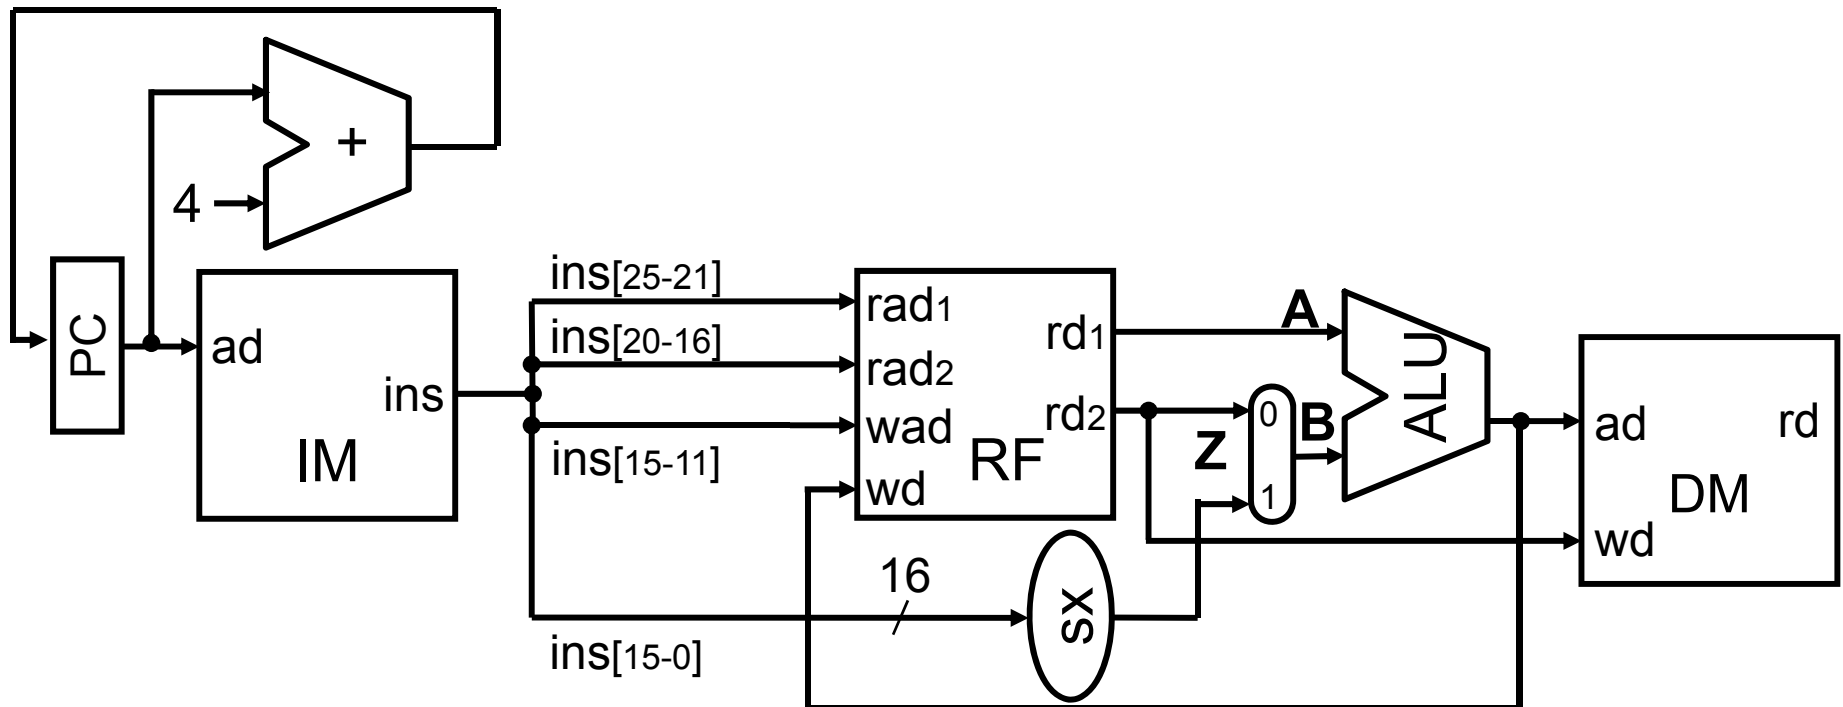 +
4
PC
ad
ins
IM
ins[25-21]
ins[20-16]
ins[15-11]
ins[15-0]
16
rad1
rad2
wad
wd
rd1
rd2
RF
sx
A
Z
B
0
1
ALU
ad
rd
DM
wd